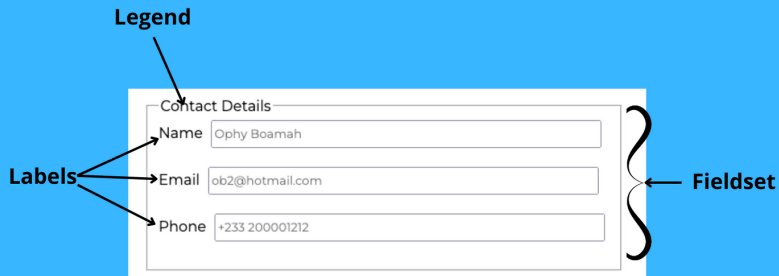 Legend
Contact Details
Name Ophy Boamah
Labels Email ob2@hotmail.com Fieldset
Phone +233 200001212